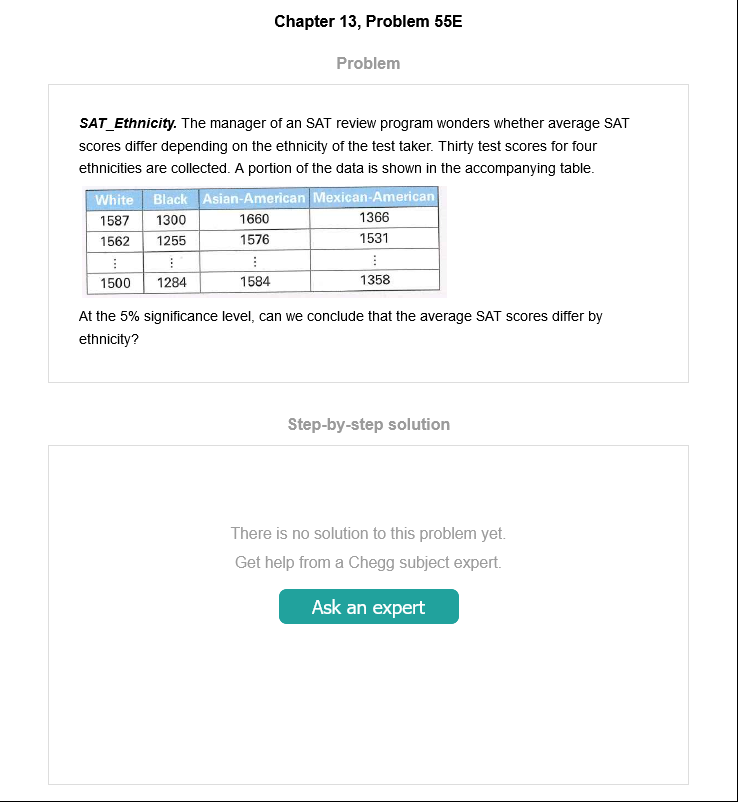 Chapter 13, Problem 55E
Problem
SAT_Ethnicity. The manager of an SAT review program wonders whether average SAT
scores differ depending on the ethnicity of the test taker. Thirty test scores for four
ethnicities are collected. A portion of the data is shown in the accompanying table.
White Black Asian-American Mexican-American
1587 1300 1660 1366
1562 1255 1576 1531
⋮ ⋮ ⋮ ⋮
1500 1284 1584 1358
At the 5% significance level, can we conclude that the average SAT scores differ by
ethnicity?
Step-by-step solution
There is no solution to this problem yet.
Get help from a Chegg subject expert.
Ask an expert